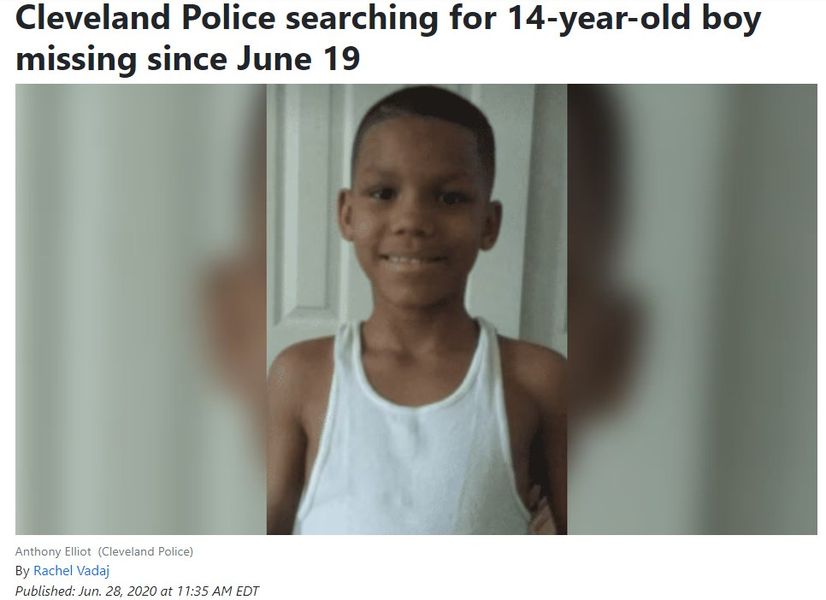 Cleveland Police searching for 14-year-old boy
missing since June 19
Anthony Elliot (Cleveland Police)
By Rachel Vadaj
Published: Jun. 28, 2020 at 11:35 AM EDT